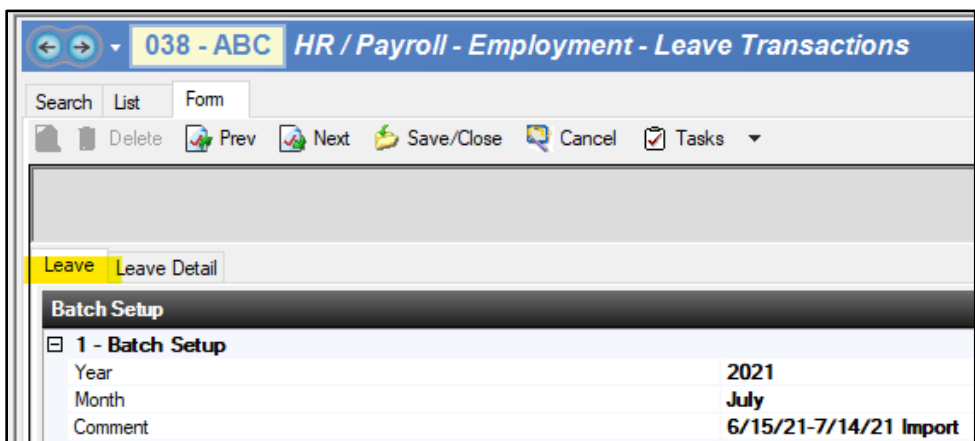 038 - ABC HR / Payroll - Employment - Leave Transactions
Search List Form
Delete Prev Next Save/Close Cancel Tasks
Leave Leave Detail
Batch Setup
1 - Batch Setup
Year 2021
Month July
Comment 6/15/21-7/14/21 Import